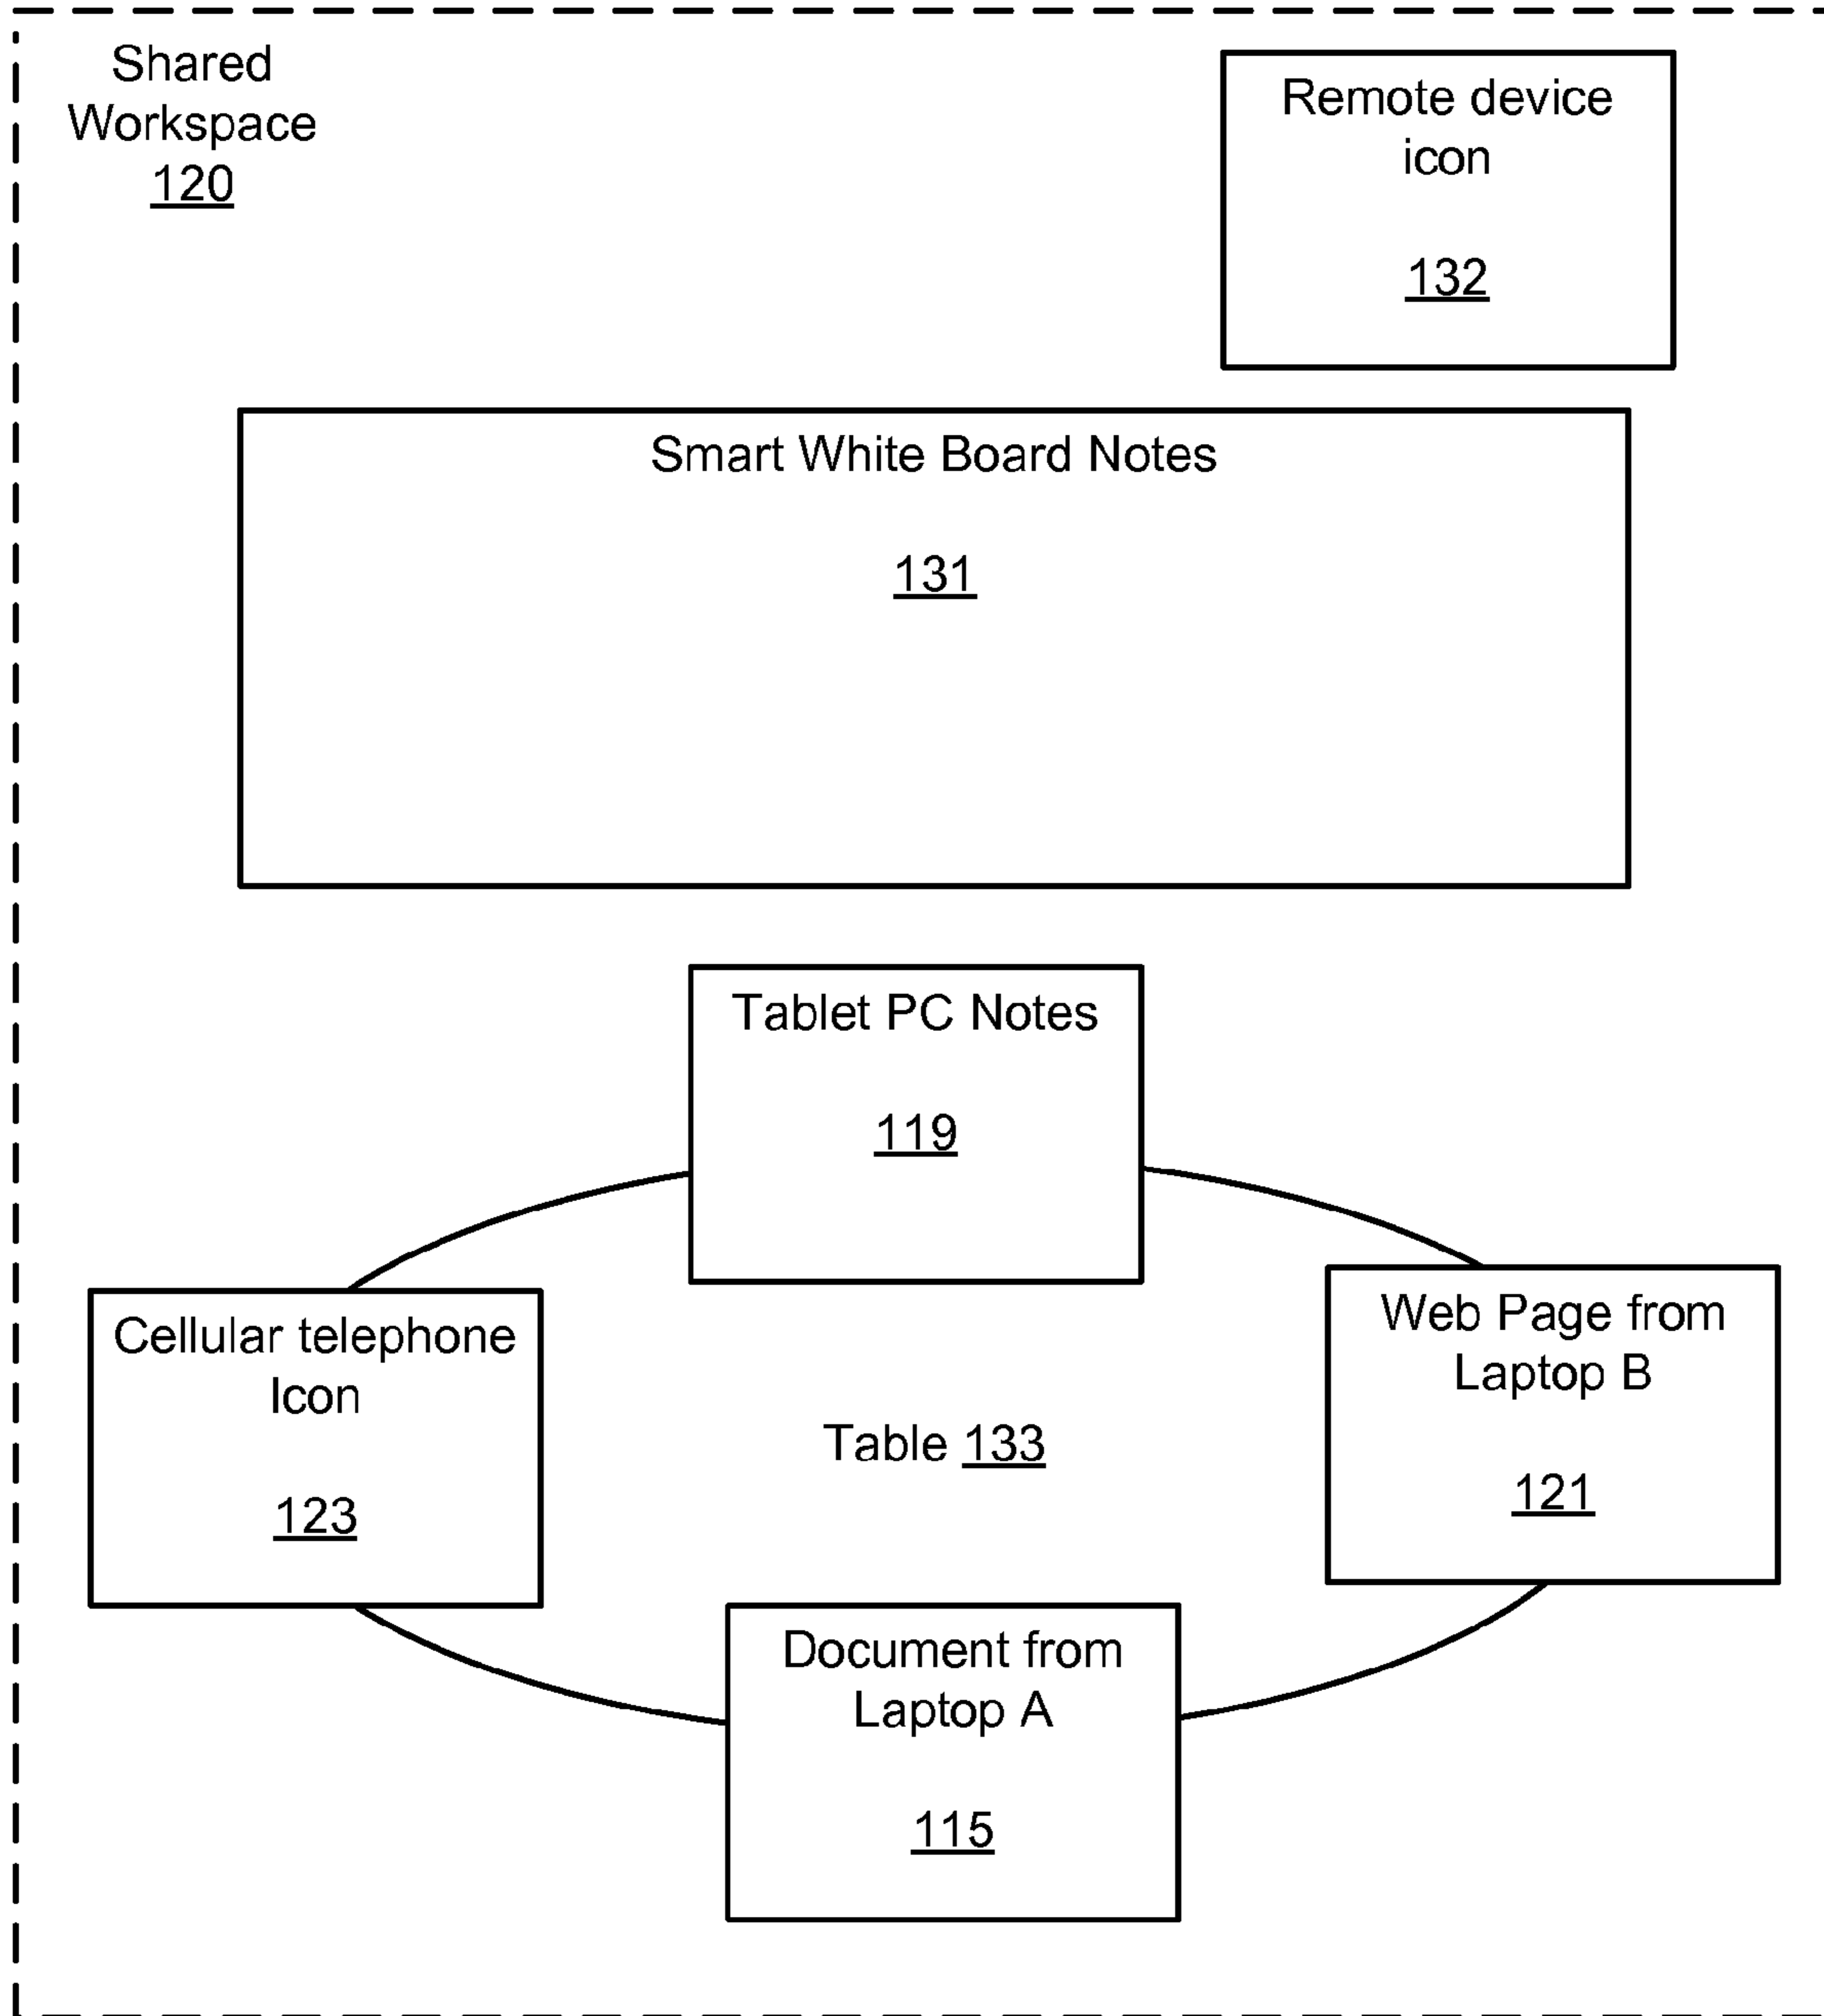 Shared
Workspace
120
Remote device
icon
132
Smart White Board Notes
131
Tablet PC Notes
119
Cellular telephone
Icon
123
Web Page from
Laptop B
121
Table 133
Document from
Laptop A
115